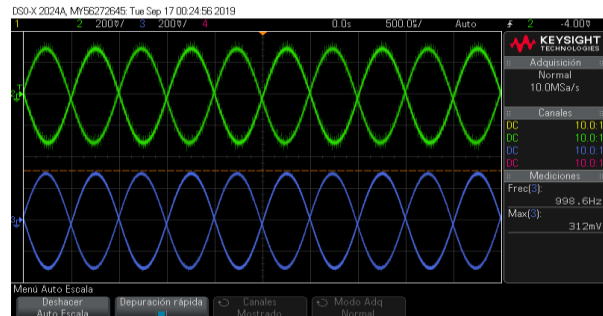 DSO-X 2024A, MY56272645: Tue Sep 17 00:24:56 2019
1 2 200♡/ 3 200♡/ 4 0.0s 500.0♡/ Auto 2 -4.00♡
KEYSIGHT
TECHNOLOGIES
Adquisición
Normal
10.0MSa/s
Canales
DC 10.0:1
DC 10.0:1
DC 10.0:1
DC 10.0:1
Mediciones
Frec(3):
998.6Hz
Max(3):
312mV
Menú Auto Escala
Deshacer
Auto Escala
Depuración rápida
Canales
Mostrado
Modo Adq
Normal